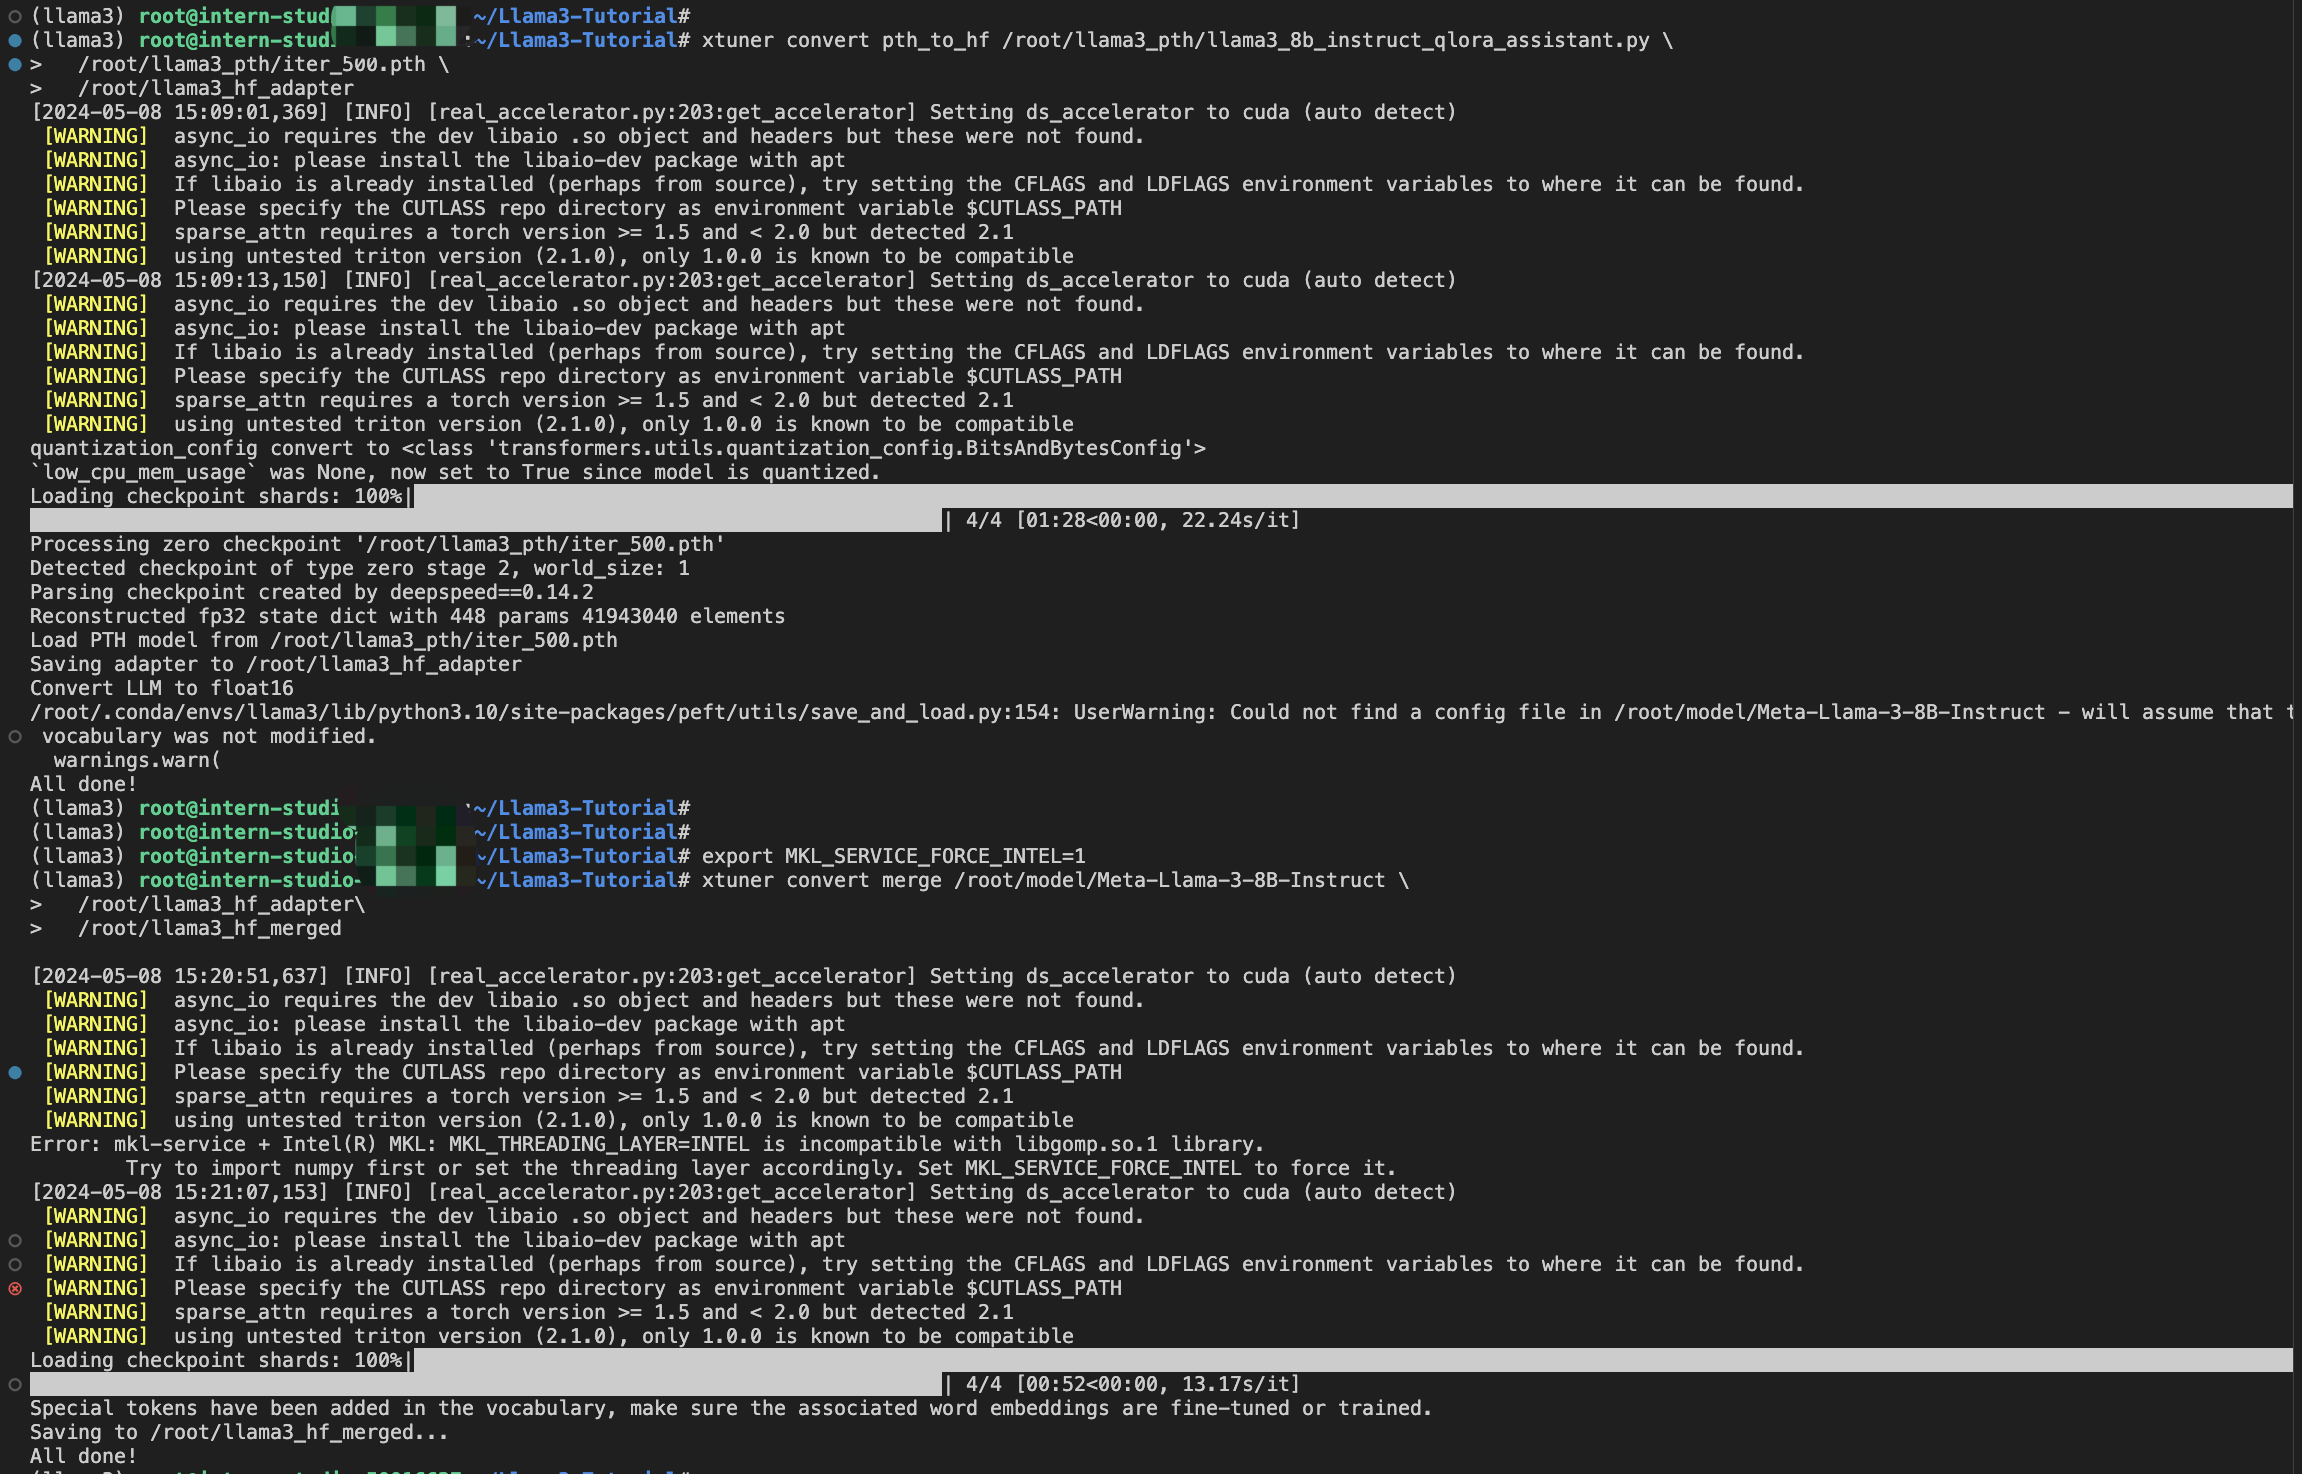 (llama3) root@intern-stud ~/Llama3-Tutorial#
(llama3) root@intern-stud :~/Llama3-Tutorial# xtuner convert pth_to_hf /root/llama3_pth/llama3_8b_instruct_qlora_assistant.py \
>   /root/llama3_pth/iter_500.pth \
>   /root/llama3_hf_adapter
[2024-05-08 15:09:01,369] [INFO] [real_accelerator.py:203:get_accelerator] Setting ds_accelerator to cuda (auto detect)
 [WARNING]  async_io requires the dev libaio .so object and headers but these were not found.
 [WARNING]  async_io: please install the libaio-dev package with apt
 [WARNING]  If libaio is already installed (perhaps from source), try setting the CFLAGS and LDFLAGS environment variables to where it can be found.
 [WARNING]  Please specify the CUTLASS repo directory as environment variable $CUTLASS_PATH
 [WARNING]  sparse_attn requires a torch version >= 1.5 and < 2.0 but detected 2.1
 [WARNING]  using untested triton version (2.1.0), only 1.0.0 is known to be compatible
[2024-05-08 15:09:13,150] [INFO] [real_accelerator.py:203:get_accelerator] Setting ds_accelerator to cuda (auto detect)
 [WARNING]  async_io requires the dev libaio .so object and headers but these were not found.
 [WARNING]  async_io: please install the libaio-dev package with apt
 [WARNING]  If libaio is already installed (perhaps from source), try setting the CFLAGS and LDFLAGS environment variables to where it can be found.
 [WARNING]  Please specify the CUTLASS repo directory as environment variable $CUTLASS_PATH
 [WARNING]  sparse_attn requires a torch version >= 1.5 and < 2.0 but detected 2.1
 [WARNING]  using untested triton version (2.1.0), only 1.0.0 is known to be compatible
quantization_config convert to <class 'transformers.utils.quantization_config.BitsAndBytesConfig'>
`low_cpu_mem_usage` was None, now set to True since model is quantized.
Loading checkpoint shards: 100%|
| 4/4 [01:28<00:00, 22.24s/it]
Processing zero checkpoint '/root/llama3_pth/iter_500.pth'
Detected checkpoint of type zero stage 2, world_size: 1
Parsing checkpoint created by deepspeed==0.14.2
Reconstructed fp32 state dict with 448 params 41943040 elements
Load PTH model from /root/llama3_pth/iter_500.pth
Saving adapter to /root/llama3_hf_adapter
Convert LLM to float16
/root/.conda/envs/llama3/lib/python3.10/site-packages/peft/utils/save_and_load.py:154: UserWarning: Could not find a config file in /root/model/Meta-Llama-3-8B-Instruct - will assume that t
 vocabulary was not modified.
  warnings.warn(
All done!
(llama3) root@intern-studi ~/Llama3-Tutorial#
(llama3) root@intern-studio ~/Llama3-Tutorial#
(llama3) root@intern-studio ~/Llama3-Tutorial# export MKL_SERVICE_FORCE_INTEL=1
(llama3) root@intern-studio- ~/Llama3-Tutorial# xtuner convert merge /root/model/Meta-Llama-3-8B-Instruct \
>   /root/llama3_hf_adapter\
>   /root/llama3_hf_merged
[2024-05-08 15:20:51,637] [INFO] [real_accelerator.py:203:get_accelerator] Setting ds_accelerator to cuda (auto detect)
 [WARNING]  async_io requires the dev libaio .so object and headers but these were not found.
 [WARNING]  async_io: please install the libaio-dev package with apt
 [WARNING]  If libaio is already installed (perhaps from source), try setting the CFLAGS and LDFLAGS environment variables to where it can be found.
 [WARNING]  Please specify the CUTLASS repo directory as environment variable $CUTLASS_PATH
 [WARNING]  sparse_attn requires a torch version >= 1.5 and < 2.0 but detected 2.1
 [WARNING]  using untested triton version (2.1.0), only 1.0.0 is known to be compatible
Error: mkl-service + Intel(R) MKL: MKL_THREADING_LAYER=INTEL is incompatible with libgomp.so.1 library.
        Try to import numpy first or set the threading layer accordingly. Set MKL_SERVICE_FORCE_INTEL to force it.
[2024-05-08 15:21:07,153] [INFO] [real_accelerator.py:203:get_accelerator] Setting ds_accelerator to cuda (auto detect)
 [WARNING]  async_io requires the dev libaio .so object and headers but these were not found.
 [WARNING]  async_io: please install the libaio-dev package with apt
 [WARNING]  If libaio is already installed (perhaps from source), try setting the CFLAGS and LDFLAGS environment variables to where it can be found.
 [WARNING]  Please specify the CUTLASS repo directory as environment variable $CUTLASS_PATH
 [WARNING]  sparse_attn requires a torch version >= 1.5 and < 2.0 but detected 2.1
 [WARNING]  using untested triton version (2.1.0), only 1.0.0 is known to be compatible
Loading checkpoint shards: 100%|
| 4/4 [00:52<00:00, 13.17s/it]
Special tokens have been added in the vocabulary, make sure the associated word embeddings are fine-tuned or trained.
Saving to /root/llama3_hf_merged...
All done!